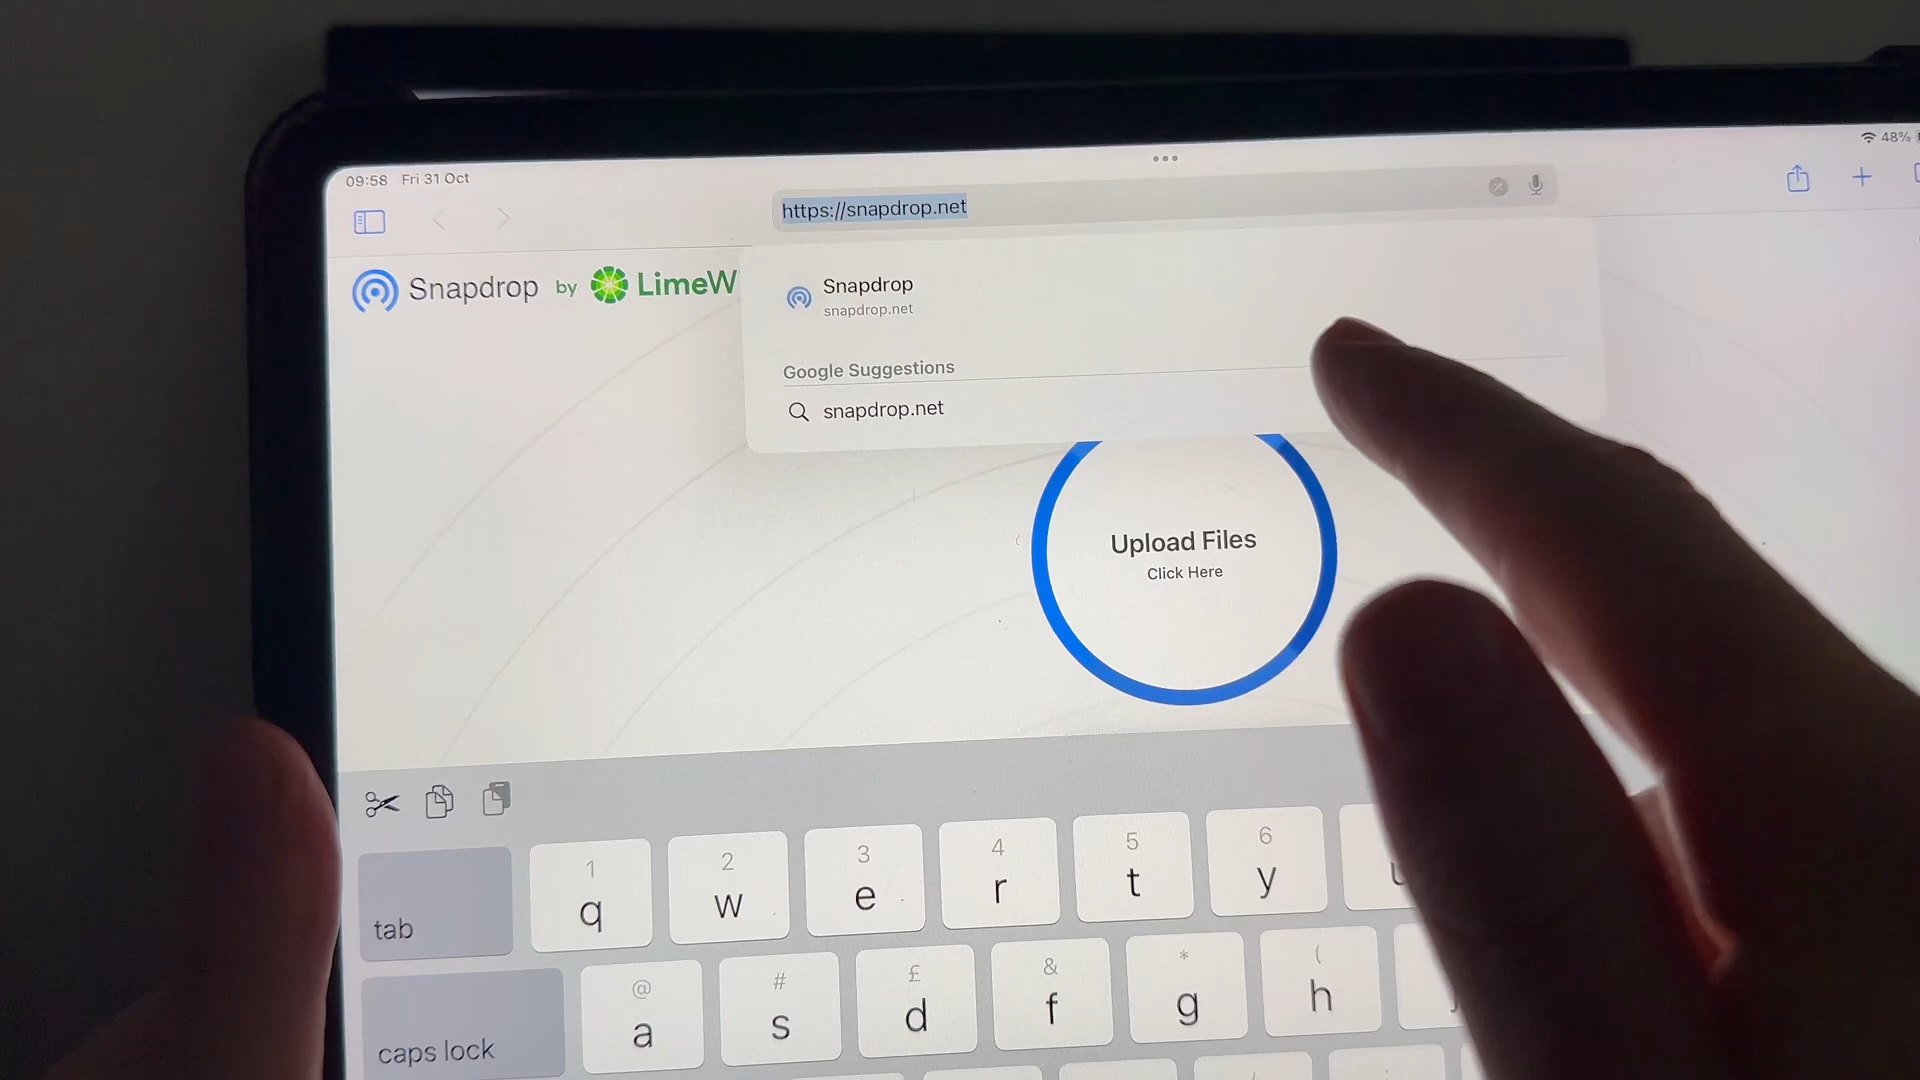 09:58 Fri 31 Oct
48%
https://snapdrop.net
Snapdrop by LimeW
Snapdrop
snapdrop.net
Google Suggestions
snapdrop.net
Upload Files
Click Here
1 2 3 4 5 6
tab q w e r t y u
@ # £ & * (
caps lock a s d f g h